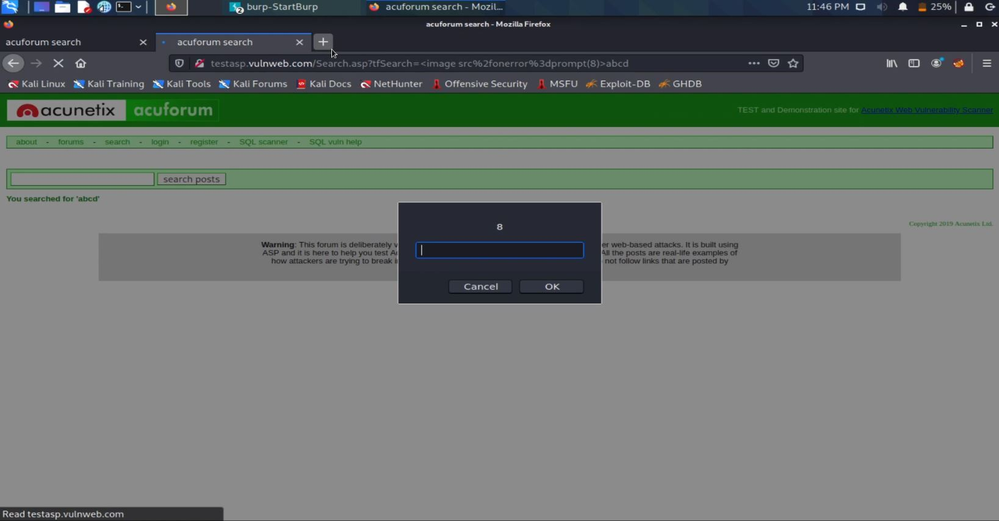 burp-StartBurp acuforum search - Mozil... 11:46 PM 25%
2
acuforum search - Mozilla Firefox
acuforum search acuforum search
testasp.vulnweb.com/Search.asp?tfSearch=<image src%2fonerror%3dprompt(8)>abcd
Kali Linux Kali Training Kali Tools Kali Forums Kali Docs NetHunter Offensive Security MSFU Exploit-DB GHDB
acunetix acuforum TEST and Demonstration site for Acunetix Web Vulnerability Scanner
about - forums - search - login - register - SQL scanner - SQL vuln help
search posts
You searched for 'abcd'
8
Copyright 2019 Acunetix Ltd.
Warning: This forum is deliberately er web-based attacks. It is built using
ASP and it is here to help you test All the posts are real-life examples of
how attackers are trying to break not follow links that are posted by
Cancel OK
Read testasp.vulnweb.com